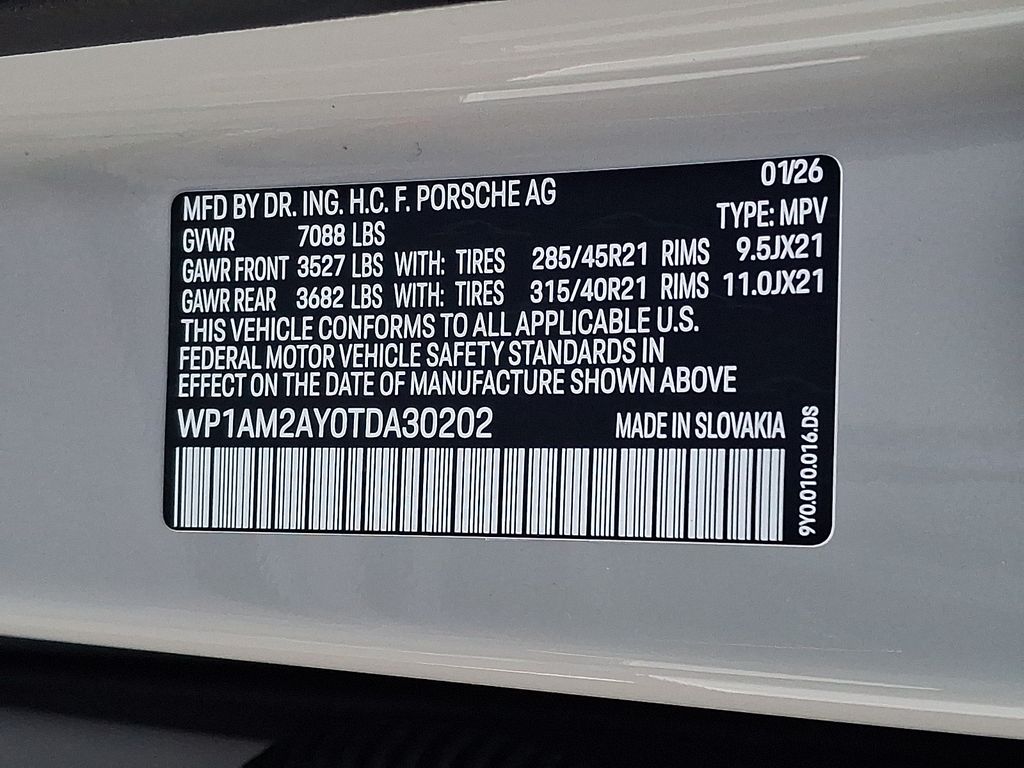 MFD BY DR. ING. H.C. F. PORSCHE AG 01/26
GVWR 7088 LBS TYPE: MPV
GAWR FRONT 3527 LBS WITH: TIRES 285/45R21 RIMS 9.5JX21
GAWR REAR 3682 LBS WITH: TIRES 315/40R21 RIMS 11.0JX21
THIS VEHICLE CONFORMS TO ALL APPLICABLE U.S.
FEDERAL MOTOR VEHICLE SAFETY STANDARDS IN
EFFECT ON THE DATE OF MANUFACTURE SHOWN ABOVE
WP1AM2AY0TDA30202 MADE IN SLOVAKIA
9Y0.010.016.DS